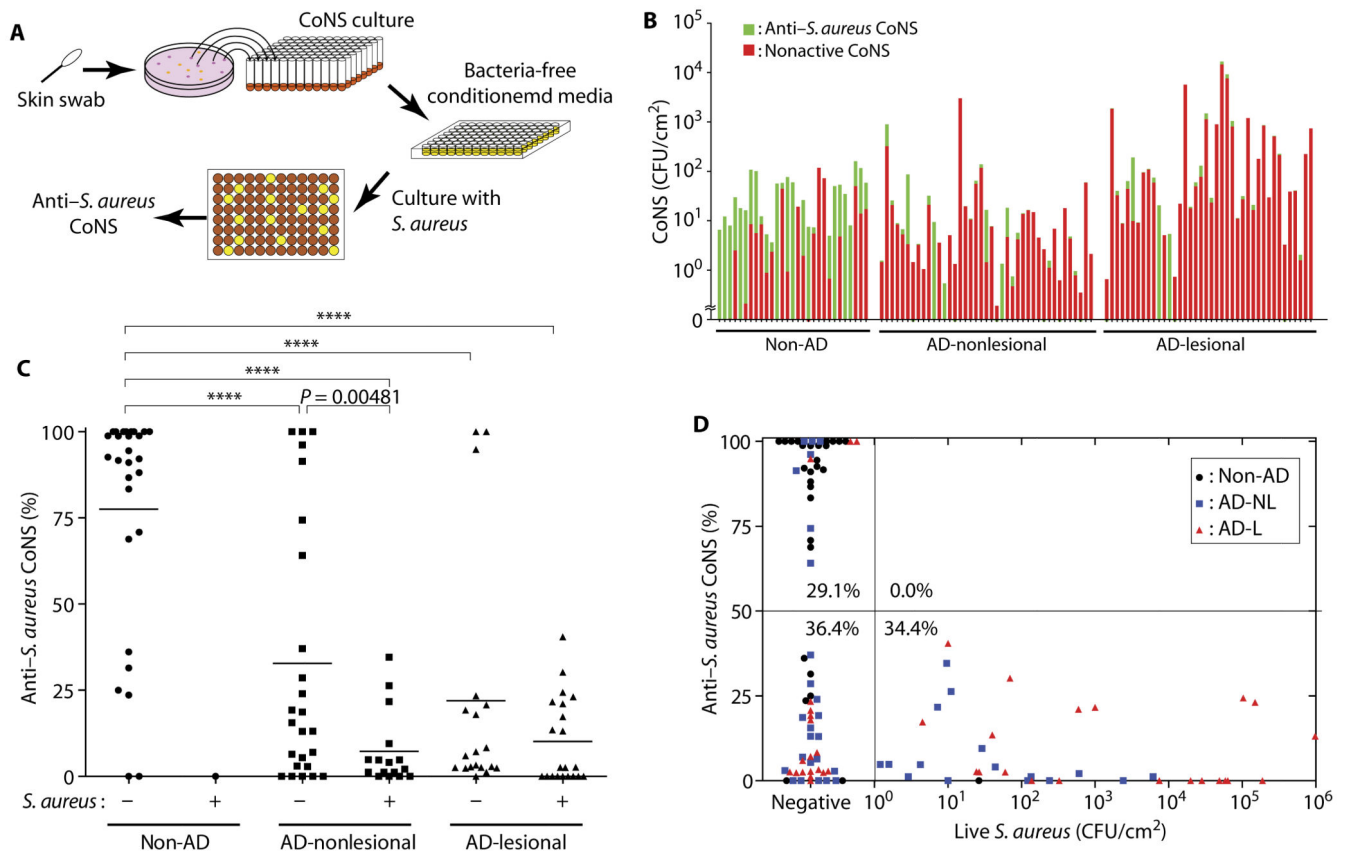 A
Skin swab
CoNS culture
Bacteria-free
conditionemd media
Culture with
S. aureus
Anti–S. aureus
CoNS
B
: Anti–S. aureus CoNS
: Nonactive CoNS
CoNS (CFU/cm²)
10⁵
10⁴
10³
10²
10¹
10⁰
0
Non-AD
AD-nonlesional
AD-lesional
C
****
****
****
****
P = 0.00481
Anti–S. aureus CoNS (%)
100
75
50
25
0
S. aureus : – + – + – +
Non-AD
AD-nonlesional
AD-lesional
D
: Non-AD
: AD-NL
: AD-L
Anti–S. aureus CoNS (%)
100
75
50
25
0
29.1% 0.0%
36.4% 34.4%
Negative 10⁰ 10¹ 10² 10³ 10⁴ 10⁵ 10⁶
Live S. aureus (CFU/cm²)